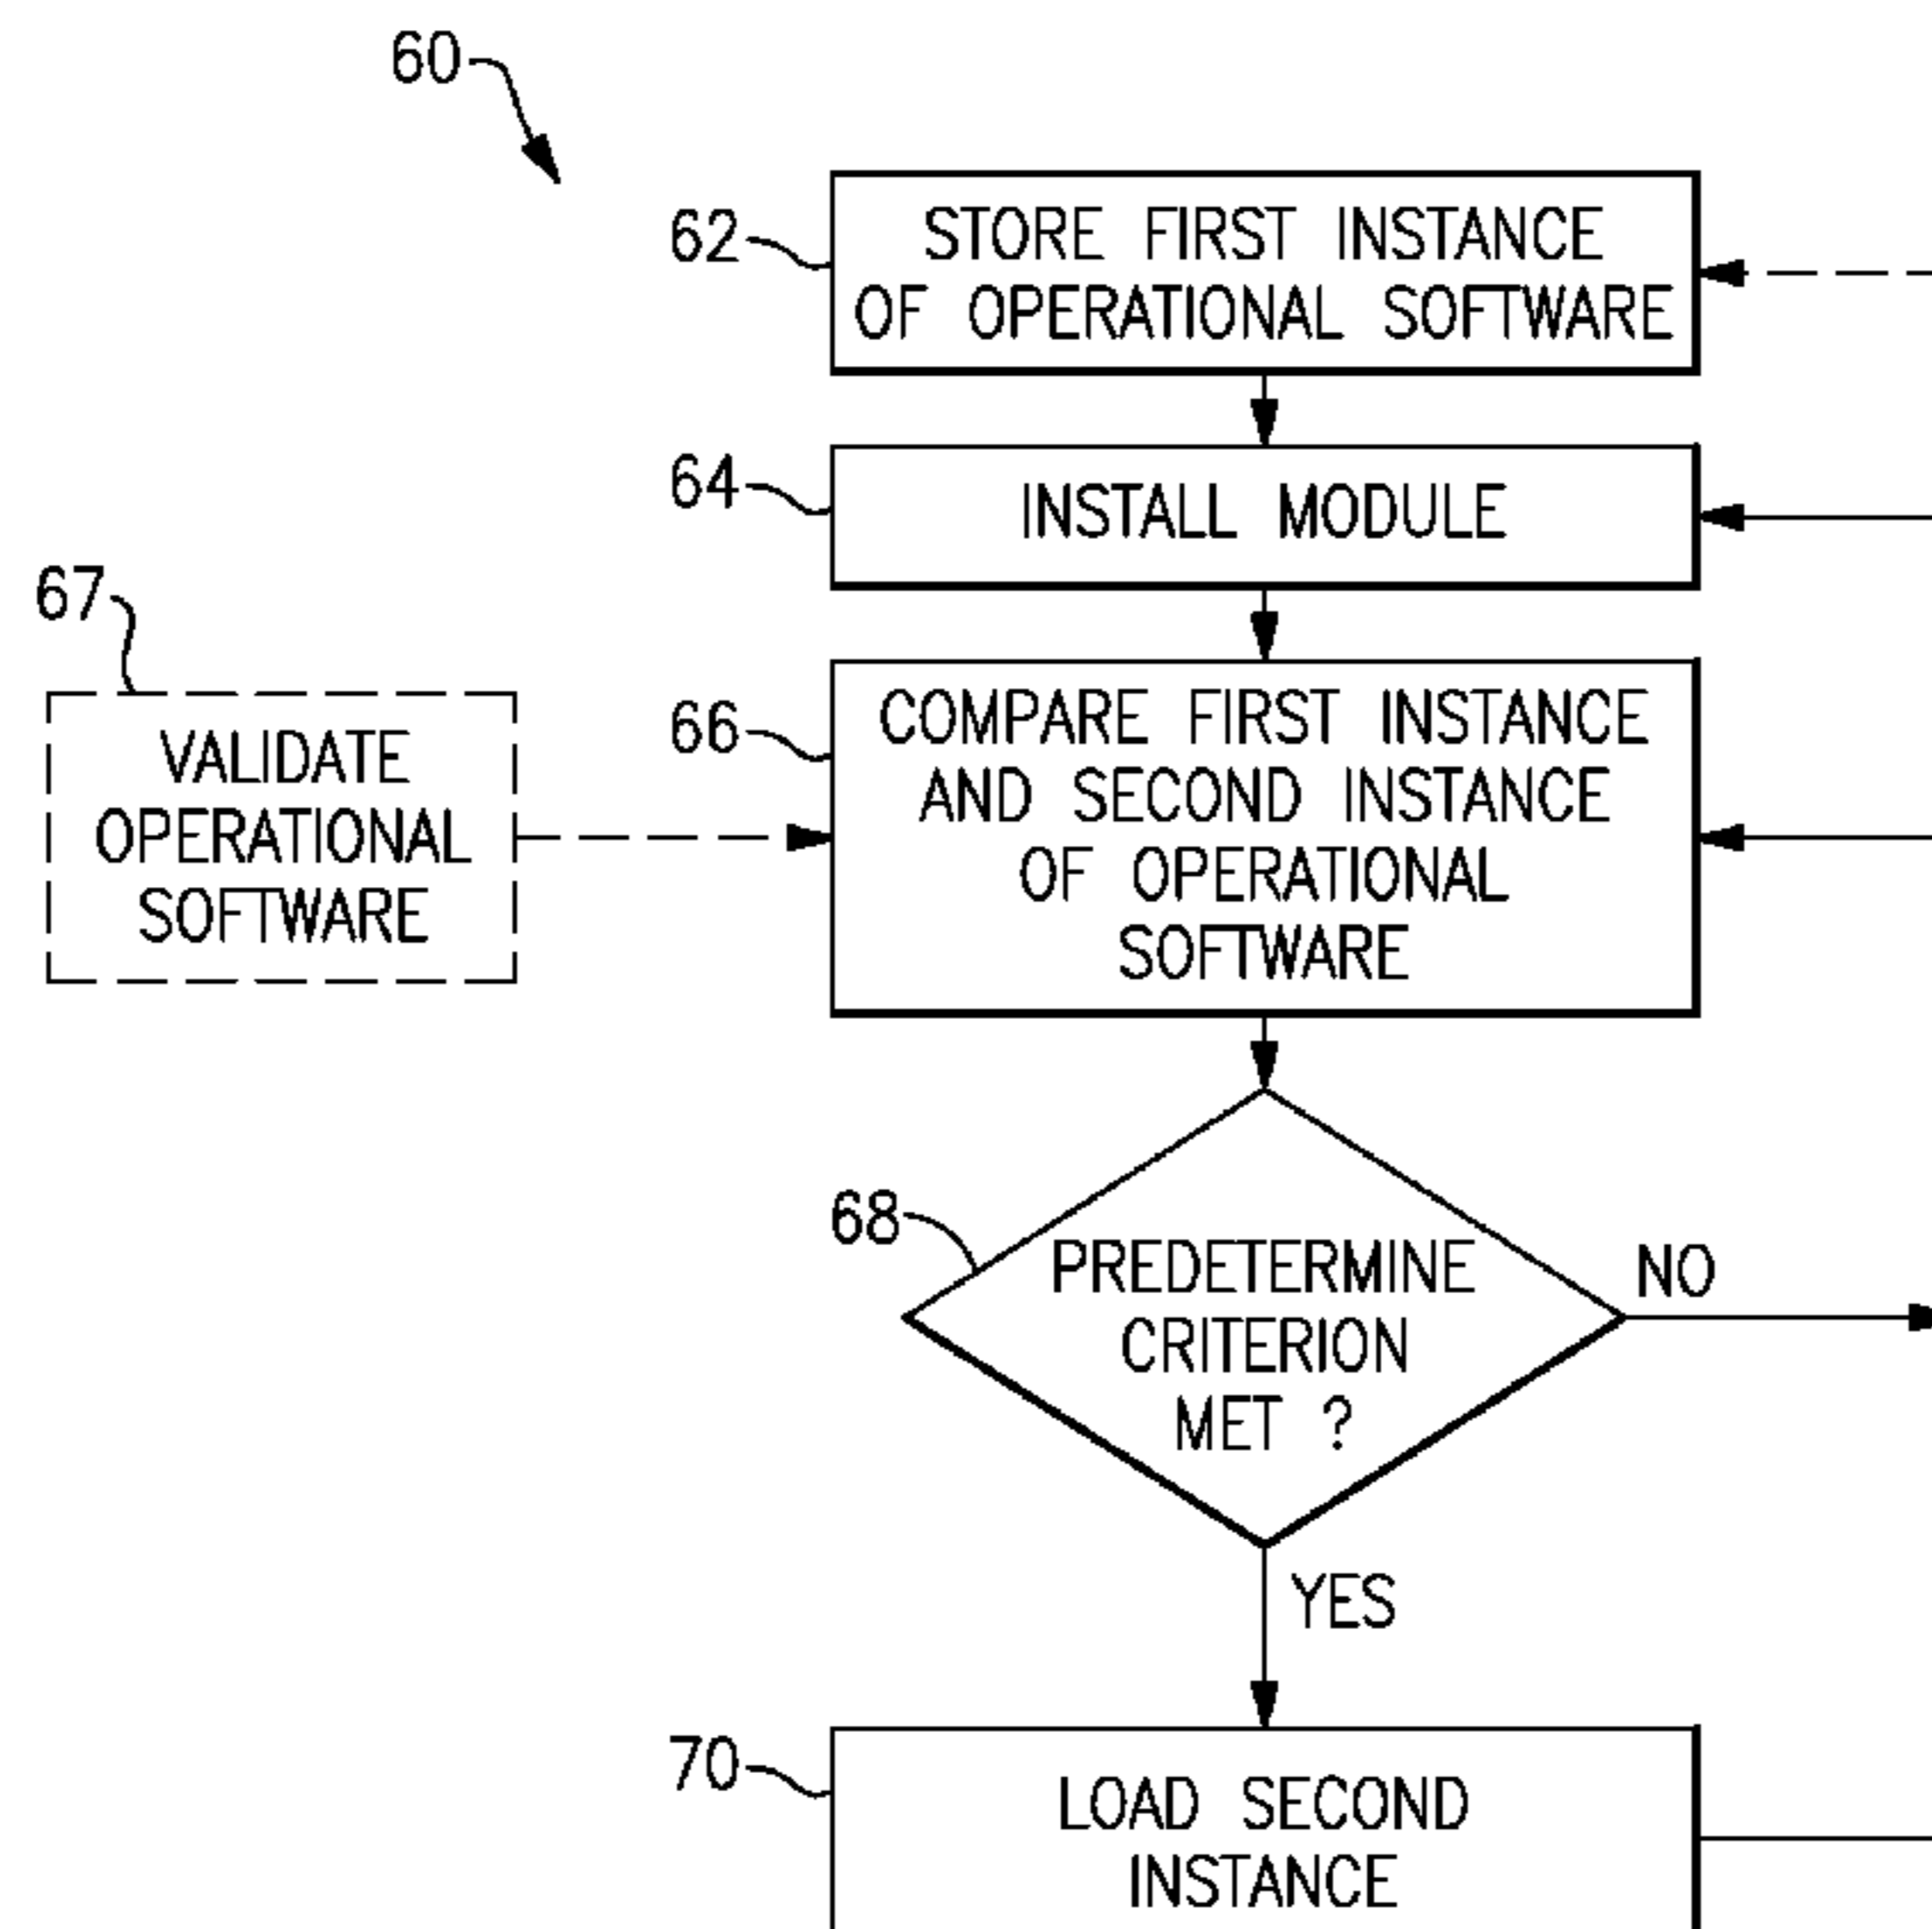 60
62
STORE FIRST INSTANCE
OF OPERATIONAL SOFTWARE
64
INSTALL MODULE
67
VALIDATE
OPERATIONAL
SOFTWARE
66
COMPARE FIRST INSTANCE
AND SECOND INSTANCE
OF OPERATIONAL
SOFTWARE
68
PREDETERMINE
CRITERION
MET ?
NO
YES
70
LOAD SECOND
INSTANCE